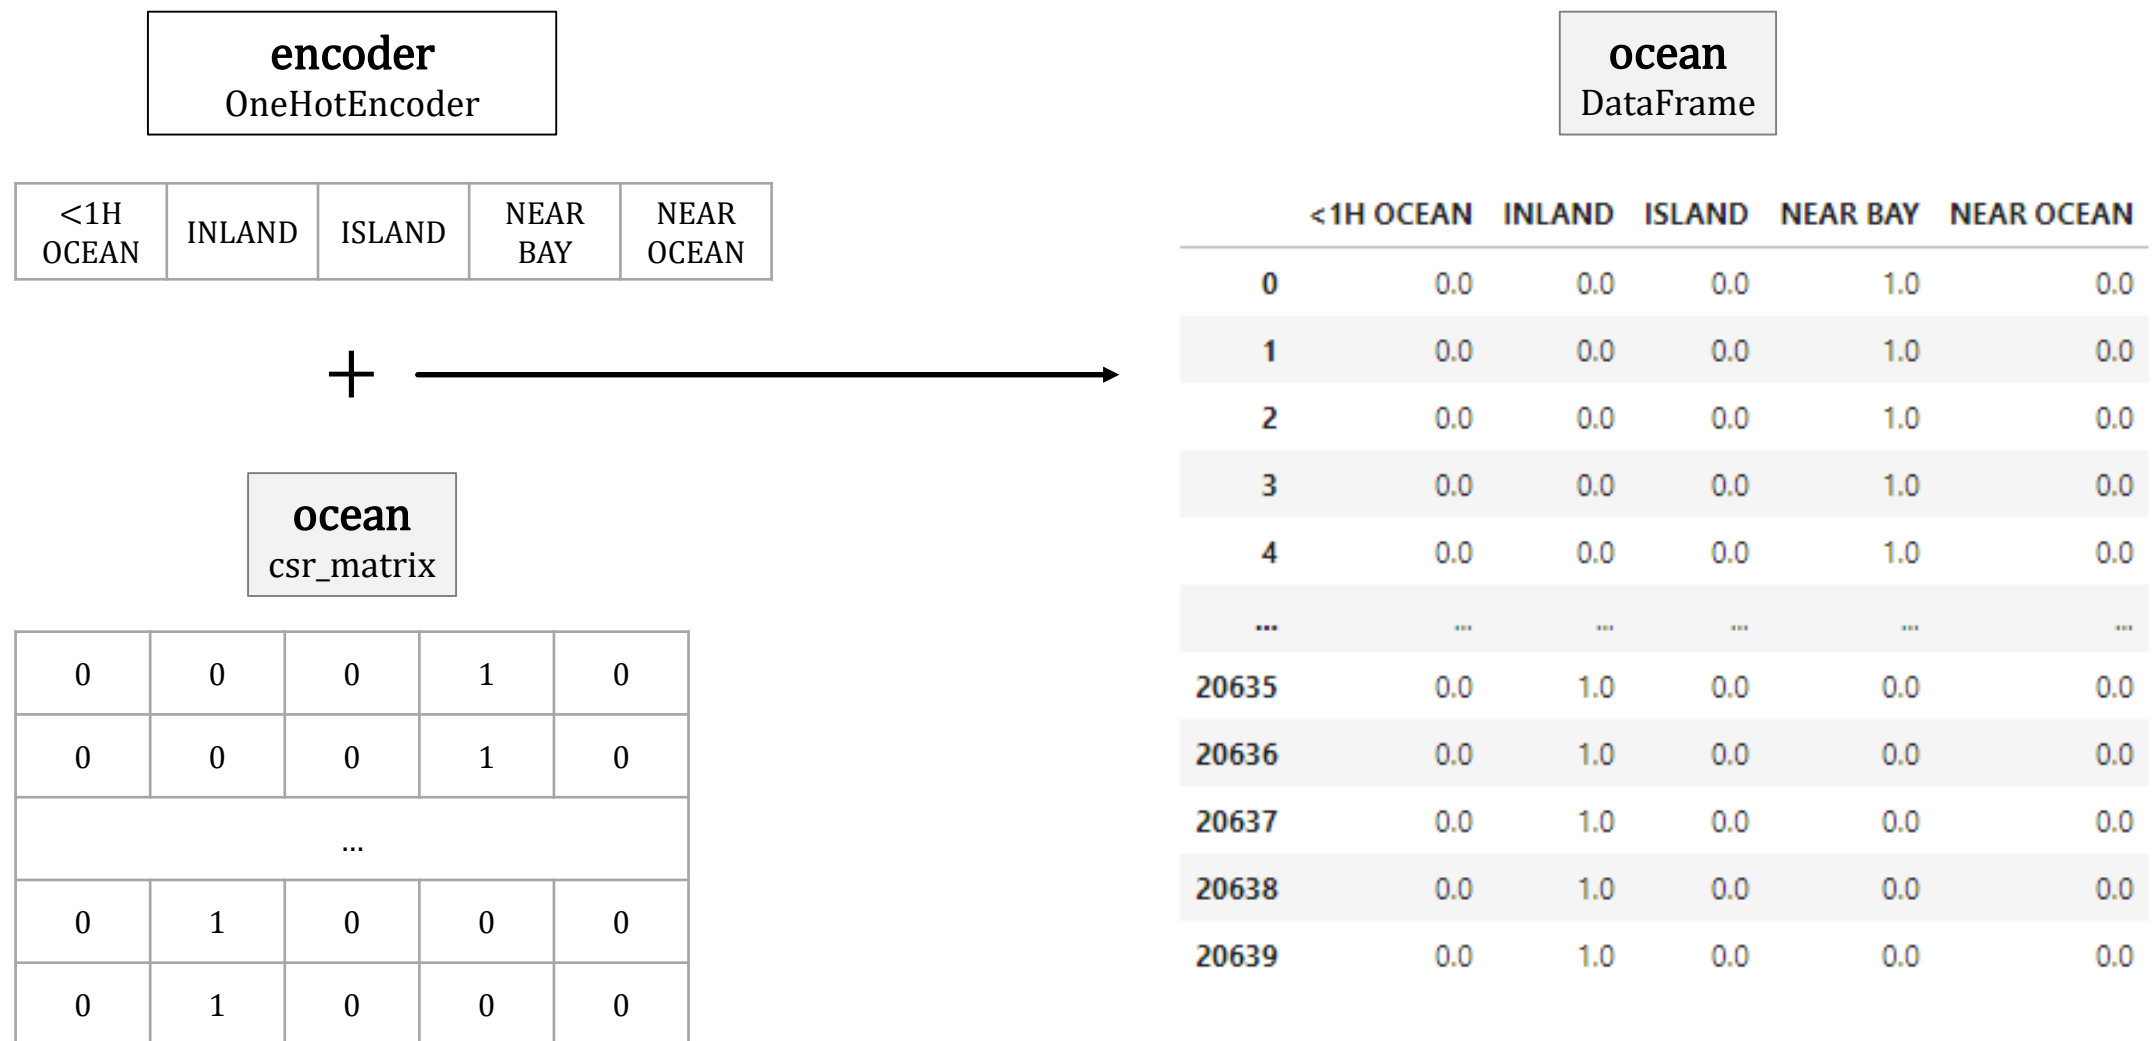 encoder
OneHotEncoder
<1H OCEAN INLAND ISLAND NEAR BAY NEAR OCEAN
+
ocean
csr_matrix
0 0 0 1 0
0 0 0 1 0
...
0 1 0 0 0
0 1 0 0 0
ocean
DataFrame
<1H OCEAN INLAND ISLAND NEAR BAY NEAR OCEAN
0 0.0 0.0 0.0 1.0 0.0
1 0.0 0.0 0.0 1.0 0.0
2 0.0 0.0 0.0 1.0 0.0
3 0.0 0.0 0.0 1.0 0.0
4 0.0 0.0 0.0 1.0 0.0
... ... ... ... ... ...
20635 0.0 1.0 0.0 0.0 0.0
20636 0.0 1.0 0.0 0.0 0.0
20637 0.0 1.0 0.0 0.0 0.0
20638 0.0 1.0 0.0 0.0 0.0
20639 0.0 1.0 0.0 0.0 0.0